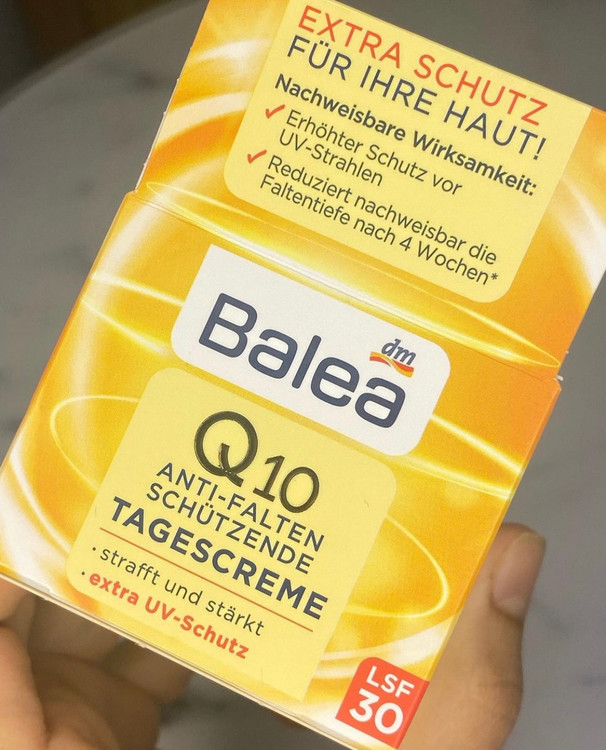 EXTRA SCHUTZ
FÜR IHRE HAUT!
Nachweisbare Wirksamkeit:
✓ Erhöhter Schutz vor
UV-Strahlen
✓ Reduziert nachweisbar die
Faltentiefe nach 4 Wochen*
dm
Balea
Q10
ANTI-FALTEN
SCHÜTZENDE
TAGESCREME
· strafft und stärkt
· extra UV-Schutz
LSF
30